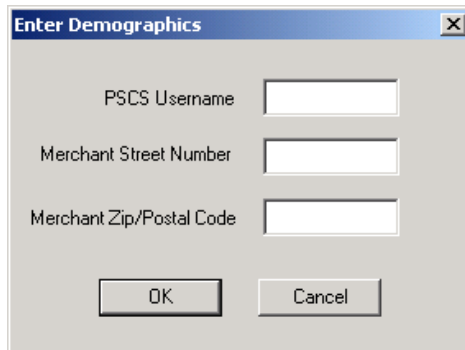 Enter Demographics
PSCS Username
Merchant Street Number
Merchant Zip/Postal Code
OK Cancel